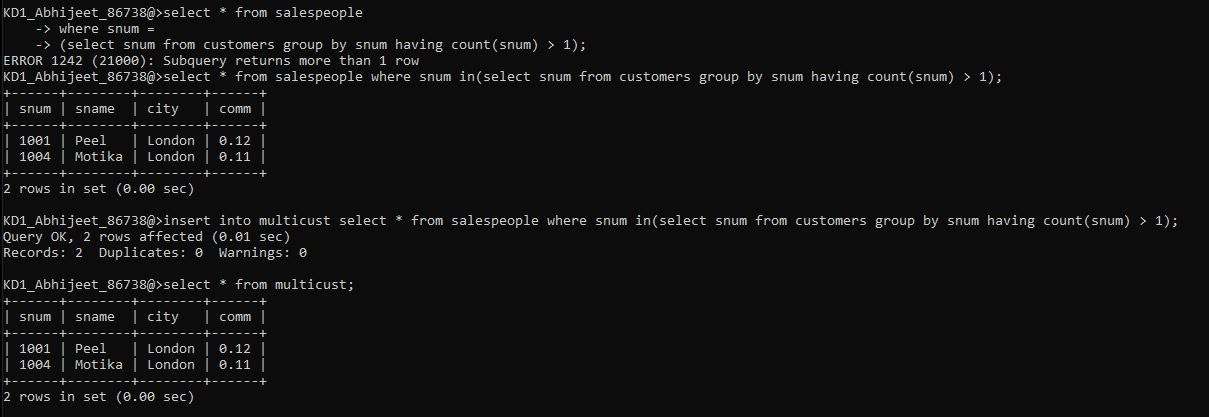 KD1_Abhijeet_86738@>select * from salespeople
    -> where snum =
    -> (select snum from customers group by snum having count(snum) > 1);
ERROR 1242 (21000): Subquery returns more than 1 row
KD1_Abhijeet_86738@>select * from salespeople where snum in(select snum from customers group by snum having count(snum) > 1);
+------+--------+--------+------+
| snum | sname  | city   | comm |
+------+--------+--------+------+
| 1001 | Peel   | London | 0.12 |
| 1004 | Motika | London | 0.11 |
+------+--------+--------+------+
2 rows in set (0.00 sec)

KD1_Abhijeet_86738@>insert into multicust select * from salespeople where snum in(select snum from customers group by snum having count(snum) > 1);
Query OK, 2 rows affected (0.01 sec)
Records: 2  Duplicates: 0  Warnings: 0

KD1_Abhijeet_86738@>select * from multicust;
+------+--------+--------+------+
| snum | sname  | city   | comm |
+------+--------+--------+------+
| 1001 | Peel   | London | 0.12 |
| 1004 | Motika | London | 0.11 |
+------+--------+--------+------+
2 rows in set (0.00 sec)